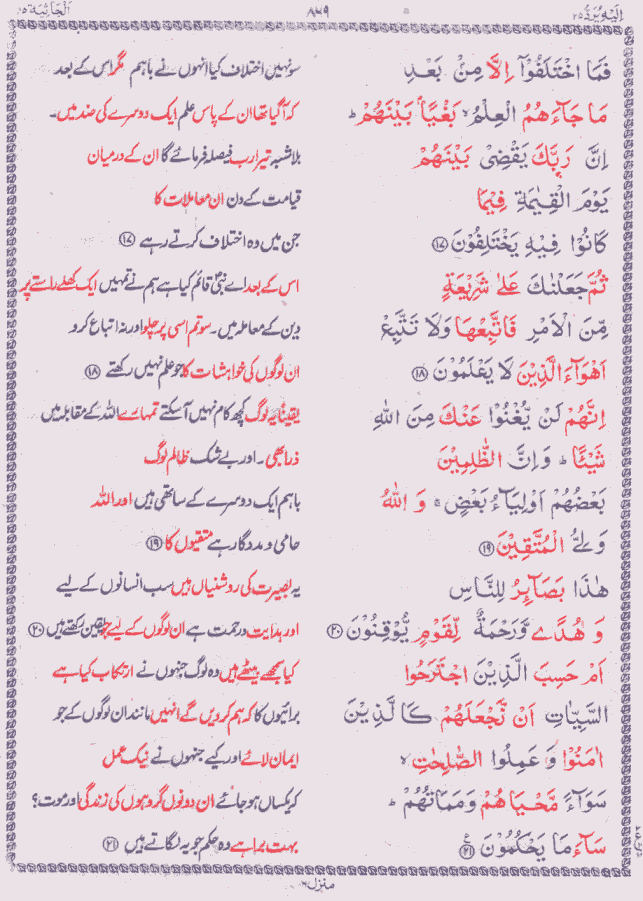 اِلَیْهِ یُرَدُّ ۲۵ ۸۲۹ اَلْجَاثِیَة ۴۵
فَمَا اخْتَلَفُوْۤا اِلَّا مِنْۢ بَعْدِ سو نہیں اختلاف کیا انہوں نے باہم مگر اس کے بعد
مَا جَآءَهُمُ الْعِلْمُ ۙ بَغْیًۢا بَیْنَهُمْ ؕ کہ آ گیا تھا ان کے پاس علم ایک دوسرے کی ضد میں۔
اِنَّ رَبَّكَ یَقْضِیْ بَیْنَهُمْ بلاشبہ تیرا رب فیصلہ فرمائے گا ان کے درمیان
یَوْمَ الْقِیٰمَةِ فِیْمَا قیامت کے دن ان معاملات کا
كَانُوْا فِیْهِ یَخْتَلِفُوْنَ ﴿۱۷﴾ جن میں وہ اختلاف کرتے رہے ﴿۱۷﴾
ثُمَّ جَعَلْنٰكَ عَلٰی شَرِیْعَةٍ اس کے بعد اے نبیؐ قائم کیا ہے ہم نے تمہیں ایک کھلے راستے پر
مِّنَ الْاَمْرِ فَاتَّبِعْهَا وَلَا تَتَّبِعْ دین کے معاملہ میں۔ سو تم اسی پر چلو اور نہ اتباع کرو
اَهْوَآءَ الَّذِیْنَ لَا یَعْلَمُوْنَ ﴿۱۸﴾ ان لوگوں کی خواہشات کا جو علم نہیں رکھتے ﴿۱۸﴾
اِنَّهُمْ لَنْ یُّغْنُوْا عَنْكَ مِنَ اللّٰهِ یقیناً یہ لوگ کچھ کام نہیں آ سکتے تمہارے اللہ کے مقابلہ میں
شَیْئًا ؕ وَ اِنَّ الظّٰلِمِیْنَ ذرا بھی۔ اور بے شک ظالم لوگ
بَعْضُهُمْ اَوْلِیَآءُ بَعْضٍ ۚ وَ اللّٰهُ باہم ایک دوسرے کے ساتھی ہیں اور اللہ
وَلِیُّ الْمُتَّقِیْنَ ﴿۱۹﴾ حامی و مددگار ہے متقیوں کا ﴿۱۹﴾
هٰذَا بَصَآئِرُ لِلنَّاسِ یہ بصیرت کی روشنیاں ہیں سب انسانوں کے لیے
وَ هُدًی وَّرَحْمَةٌ لِّقَوْمٍ یُّوْقِنُوْنَ ﴿۲۰﴾ اور ہدایت و رحمت ہے ان لوگوں کے لیے جو یقین رکھتے ہیں ﴿۲۰﴾
اَمْ حَسِبَ الَّذِیْنَ اجْتَرَحُوا کیا سمجھے بیٹھے ہیں وہ لوگ جنہوں نے ارتکاب کیا ہے
السَّیِّاٰتِ اَنْ نَّجْعَلَهُمْ كَالَّذِیْنَ برائیوں کا کہ ہم کر دیں گے انہیں مانند ان لوگوں کے جو
اٰمَنُوْا وَ عَمِلُوا الصّٰلِحٰتِ ۙ ایمان لائے اور کیے جنہوں نے نیک عمل
سَوَآءً مَّحْیَاهُمْ وَمَمَاتُهُمْ ؕ کہ یکساں ہو جائے ان دونوں گروہوں کی زندگی اور موت؟
سَآءَ مَا یَحْكُمُوْنَ ﴿۲۱﴾ بہت برا ہے وہ حکم جو یہ لگاتے ہیں ﴿۲۱﴾
منزل ۶